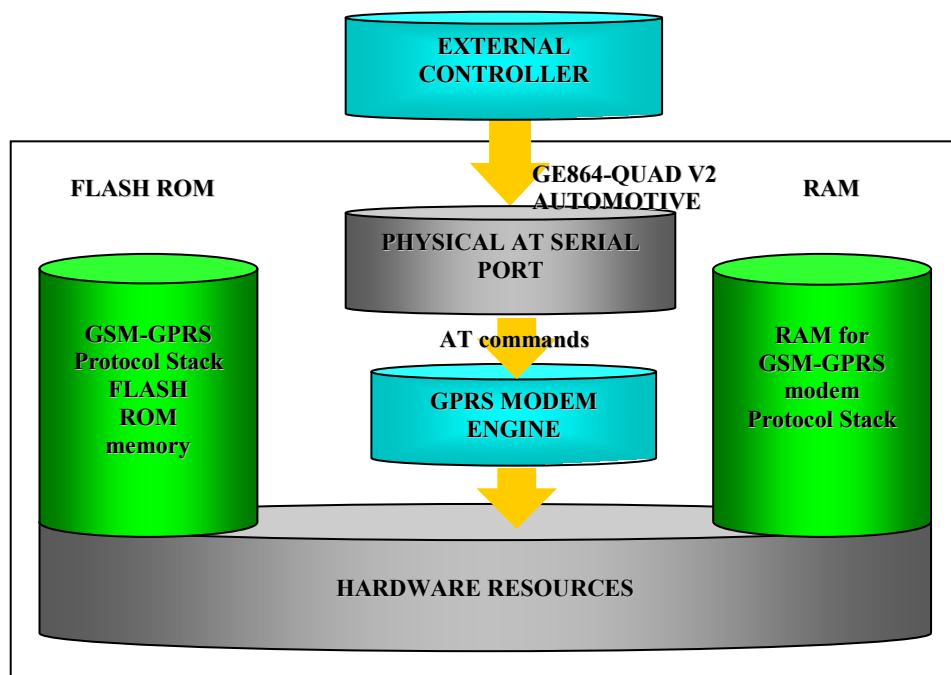 EXTERNAL
CONTROLLER
FLASH ROM
GE864-QUAD V2
AUTOMOTIVE
RAM
PHYSICAL AT SERIAL
PORT
AT commands
GSM-GPRS
Protocol Stack
FLASH
ROM
memory
GPRS MODEM
ENGINE
RAM for
GSM-GPRS
modem
Protocol Stack
HARDWARE RESOURCES